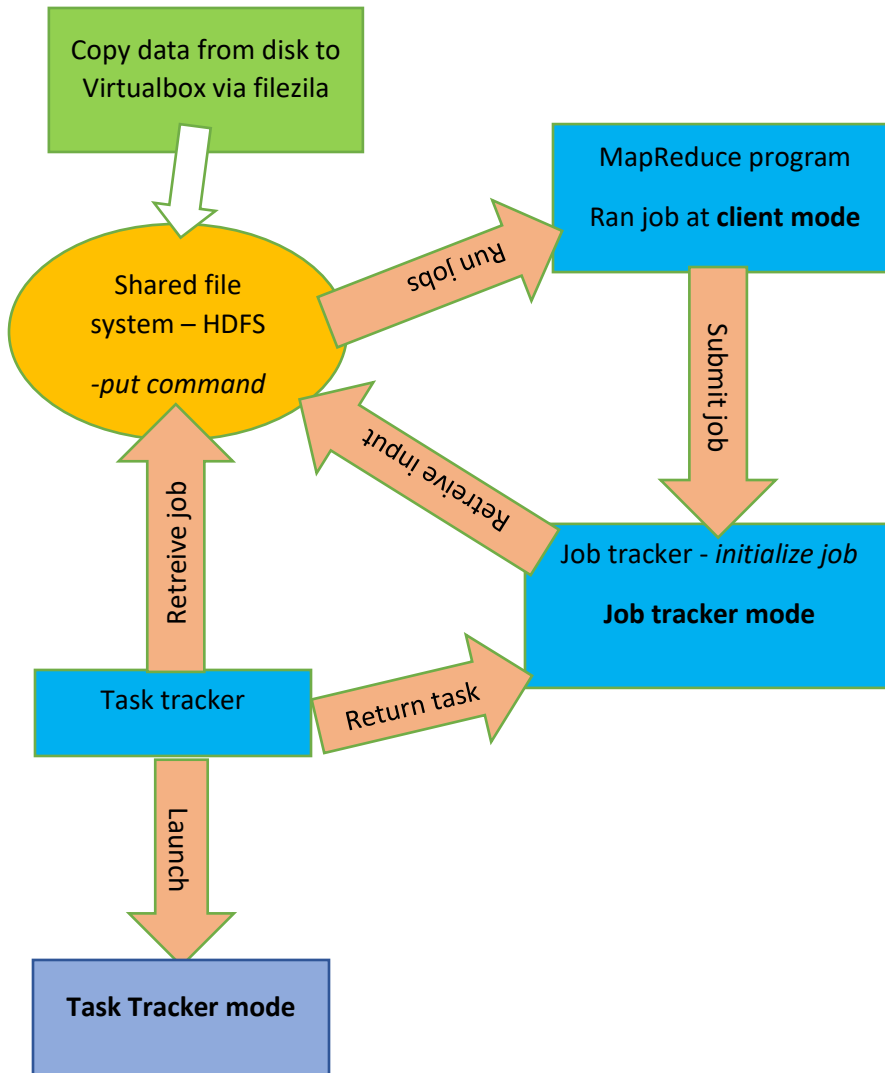 Copy data from disk to
Virtualbox via filezila
MapReduce program
Ran job at client mode
Shared file
system – HDFS
-put command
Run jobs
Submit job
Retreive input
Retreive job
Job tracker - initialize job
Job tracker mode
Task tracker
Return task
Launch
Task Tracker mode